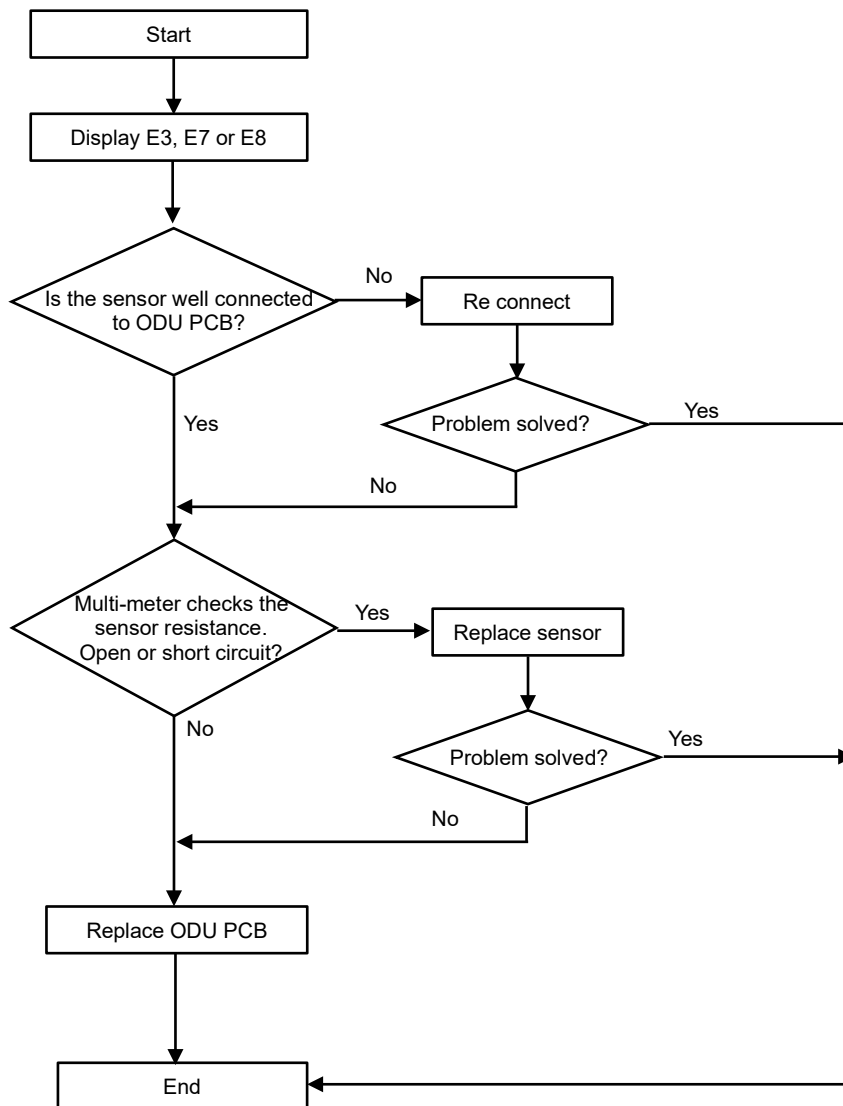 Start
Display E3, E7 or E8
Is the sensor well connected
to ODU PCB?
No
Re connect
Yes
Problem solved?
Yes
No
Multi-meter checks the
sensor resistance.
Open or short circuit?
Yes
Replace sensor
No
Problem solved?
Yes
No
Replace ODU PCB
End